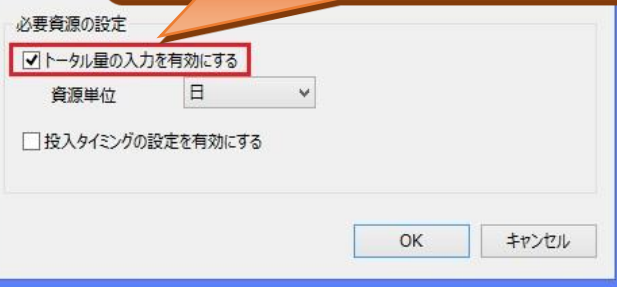 必要資源の設定
トータル量の入力を有効にする
資源単位 日
投入タイミングの設定を有効にする
OK キャンセル